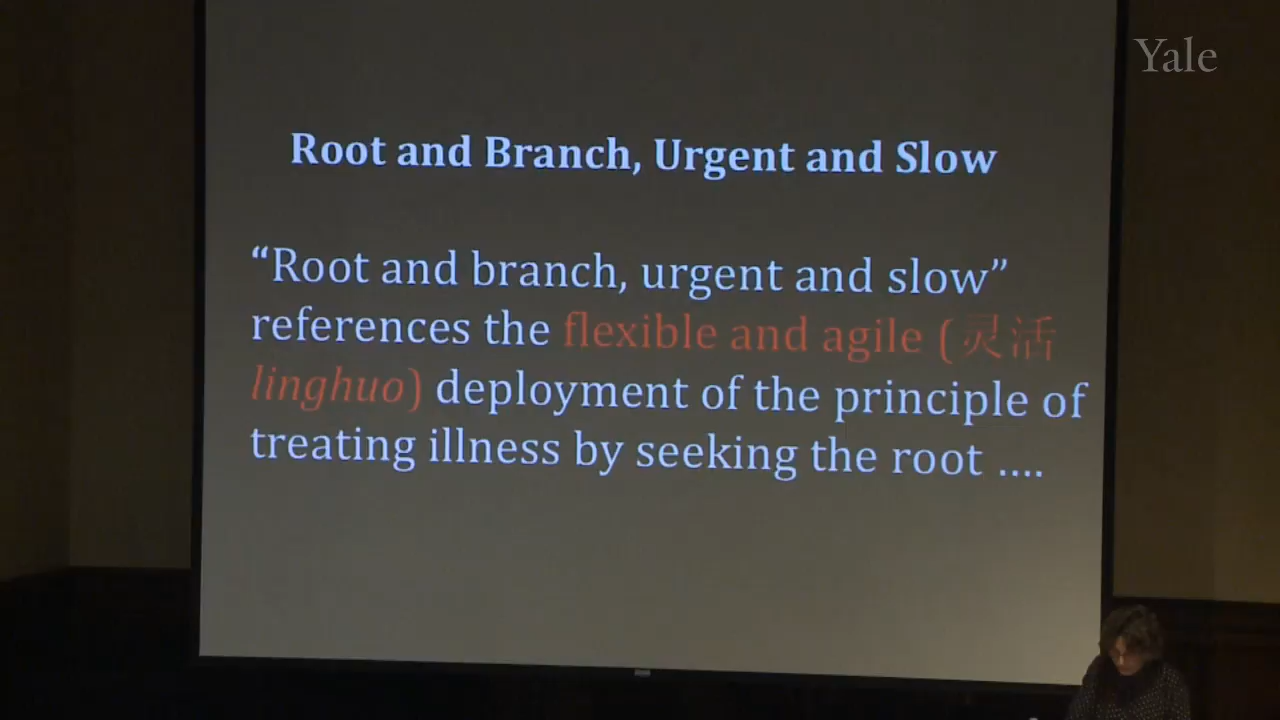 Yale
Root and Branch, Urgent and Slow
“Root and branch, urgent and slow”
references the flexible and agile (灵活
linghuo) deployment of the principle of
treating illness by seeking the root ....